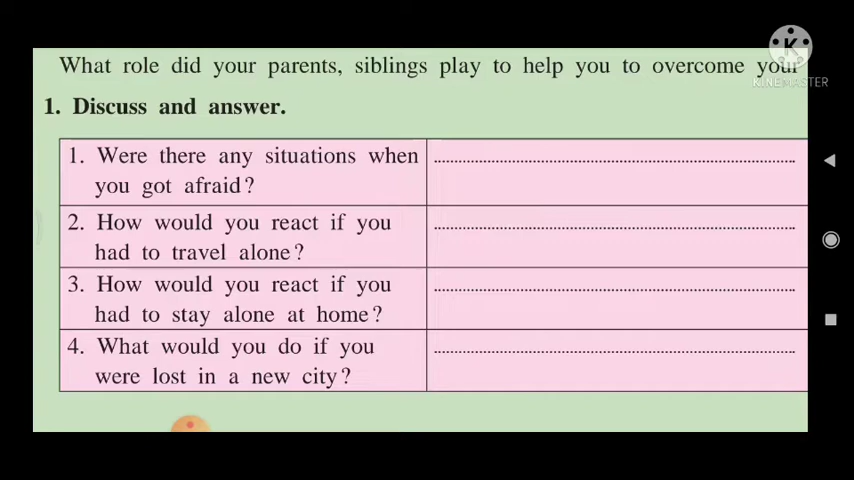 What role did your parents, siblings play to help you to overcome your
KINEMASTER
1. Discuss and answer.
1. Were there any situations when
you got afraid?
2. How would you react if you
had to travel alone?
3. How would you react if you
had to stay alone at home?
4. What would you do if you
were lost in a new city?